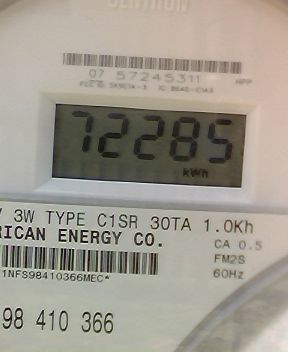 CENTRON
07 57245311
72285
kWh
3W TYPE C1SR 30TA 1.0Kh
RICAN ENERGY CO.
CA 0.5
FM2S
60Hz
1NFS98410366MEC*
98 410 366